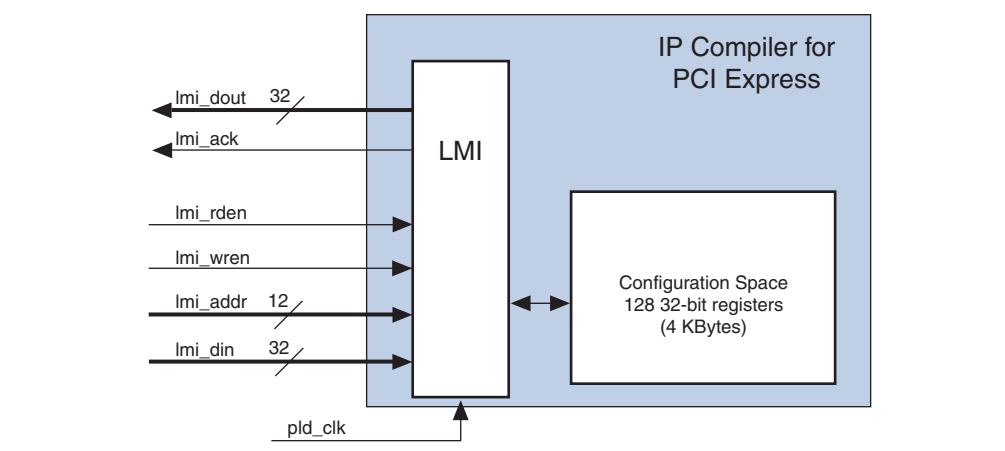 IP Compiler for
PCI Express
lmi_dout 32
lmi_ack
LMI
lmi_rden
lmi_wren
lmi_addr 12
lmi_din 32
Configuration Space
128 32-bit registers
(4 KBytes)
pld_clk